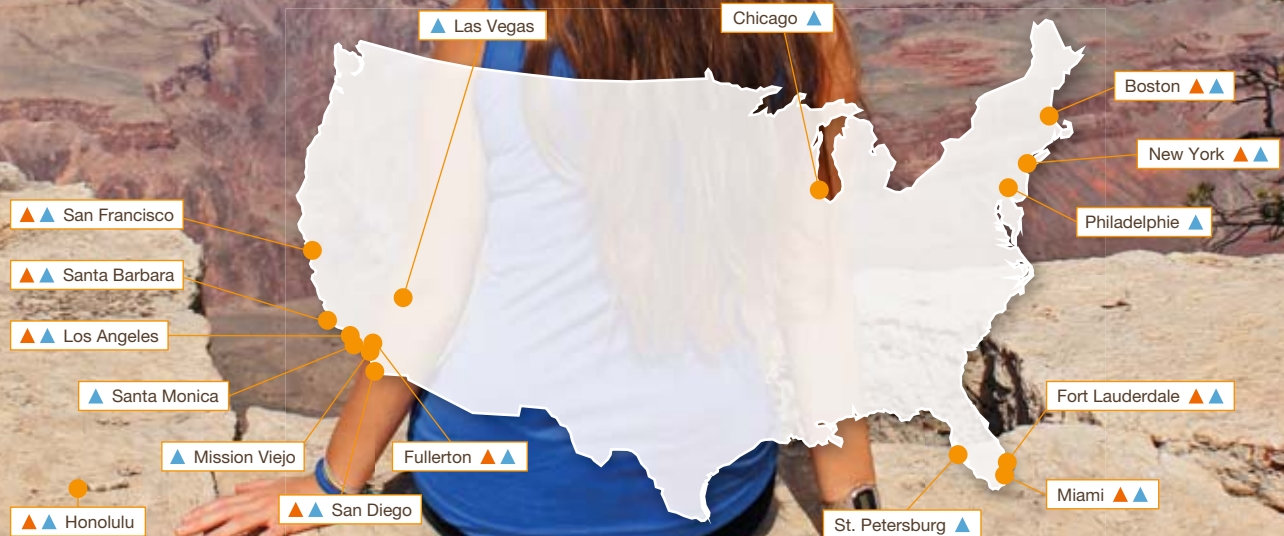 Las Vegas
Chicago
Boston
New York
Philadelphie
San Francisco
Santa Barbara
Los Angeles
Santa Monica
Mission Viejo
Fullerton
San Diego
Honolulu
Fort Lauderdale
Miami
St. Petersburg